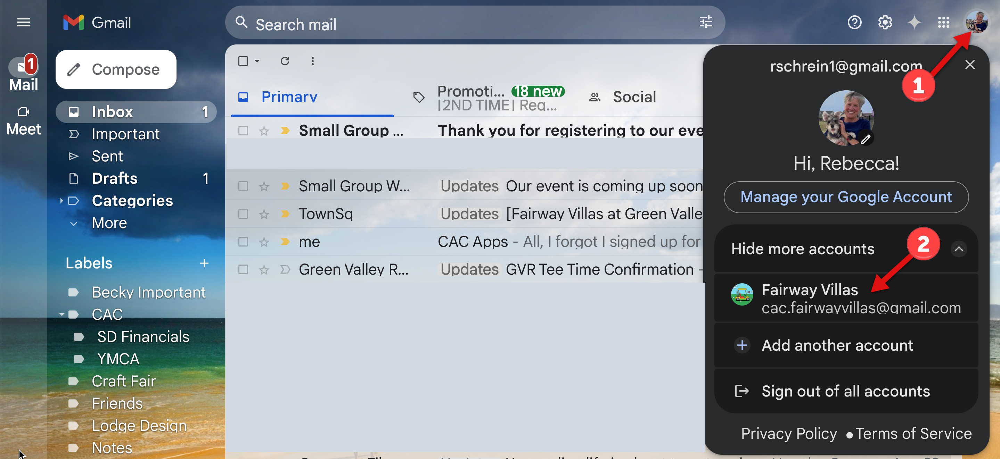 Gmail
Search mail
1
Mail
Meet
Compose
Inbox 1
Important
Sent
Drafts 1
Categories
More
Labels +
Becky Important
CAC
SD Financials
YMCA
Craft Fair
Friends
Lodge Design
Notes
Primary
Promoti... 18 new
Social
Small Group ... Thank you for registering to our eve
Small Group W... Updates Our event is coming up soon
TownSq Updates [Fairway Villas at Green Valle
me CAC Apps - All, I forgot I signed up for
Green Valley R... Updates GVR Tee Time Confirmation -
rschrein1@gmail.com
1
Hi, Rebecca!
Manage your Google Account
Hide more accounts
2
Fairway Villas
cac.fairwayvillas@gmail.com
Add another account
Sign out of all accounts
Privacy Policy • Terms of Service